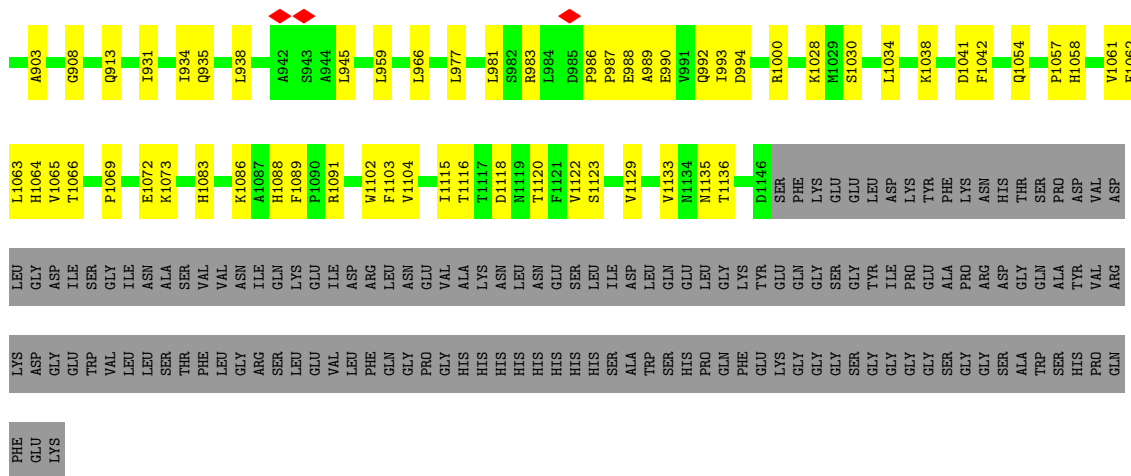 A903 G908 Q913 I931 I934 Q935 L938 A942 S943 A944 L945 L959 L966 L977 L981 S982 R983 L984 D985 P986 P987 E988 A989 E990 V991 Q992 I993 D994 R1000 K1028 M1029 S1030 L1034 K1038 D1041 F1042 Q1054 P1057 H1058 V1061 F1062
L1063 H1064 V1065 T1066 P1069 E1072 K1073 H1083 K1086 A1087 H1088 F1089 P1090 R1091 W1102 F1103 V1104 I1115 T1116 T1117 D1118 N1119 T1120 F1121 V1122 S1123 V1129 V1133 N1134 N1135 T1136 D1146 SER PHE LYS GLU GLU LEU ASP LYS TYR PHE LYS ASN HIS THR SER PRO ASP VAL ASP
LEU GLY ASP ILE SER GLY ILE ASN ALA SER VAL VAL ASN ILE GLN LYS GLU ILE ASP ARG LEU ASN GLU VAL ALA LYS ASN LEU ASN GLU SER LEU ILE ASP LEU GLN GLU LEU GLY LYS TYR GLU GLN GLY SER GLY TYR ILE PRO GLU ALA PRO ARG ASP GLY GLN ALA TYR VAL ARG
LYS ASP GLY GLU TRP VAL LEU LEU SER THR PHE LEU GLY ARG SER LEU GLU VAL LEU PHE GLN GLY PRO GLY HIS HIS HIS HIS HIS HIS HIS HIS SER ALA TRP SER HIS PRO GLN PHE GLU LYS GLY GLY GLY SER GLY GLY GLY GLY SER GLY GLY SER ALA TRP SER HIS PRO GLN
PHE GLU LYS